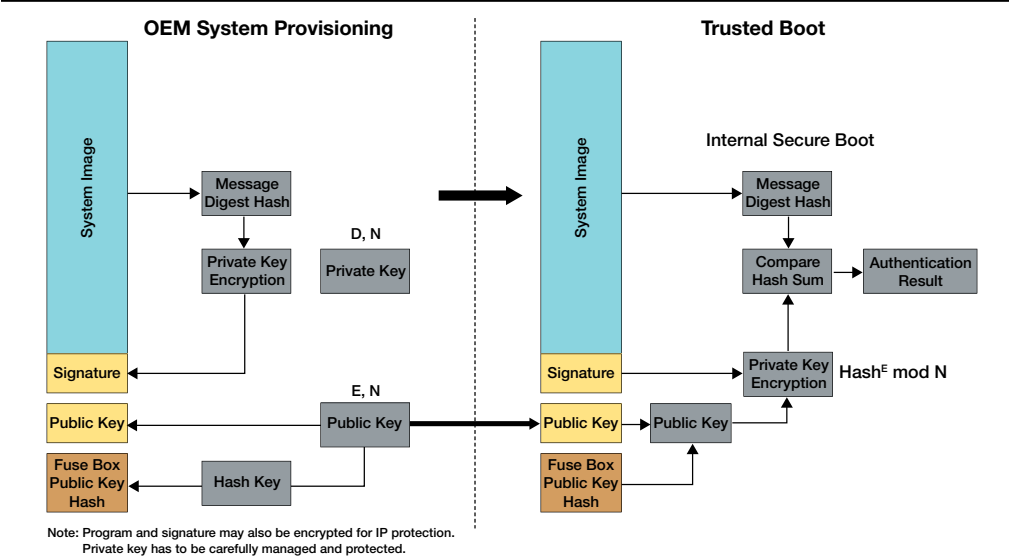 OEM System Provisioning
System Image
Message
Digest Hash
D, N
Private Key
Encryption
Private Key
Signature
E, N
Public Key
Public Key
Fuse Box
Public Key
Hash
Hash Key
Note: Program and signature may also be encrypted for IP protection.
Private key has to be carefully managed and protected.
Trusted Boot
Internal Secure Boot
System Image
Message
Digest Hash
Compare
Hash Sum
Authentication
Result
Signature
Private Key
Encryption
Hashᴱ mod N
Public Key
Public Key
Fuse Box
Public Key
Hash